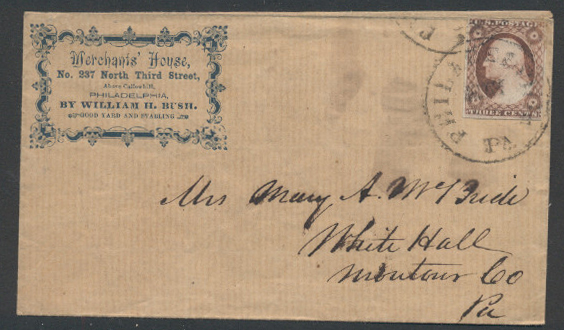 Merchants' House,
No. 237 North Third Street,
Above Callowhill,
PHILADELPHIA,
BY WILLIAM H. BUSH.
GOOD YARD AND STABLING
U.S. POSTAGE
THREE CENTS
PHILA
PA
Mrs Mary A. McBride
White Hall
Montour Co
Pa